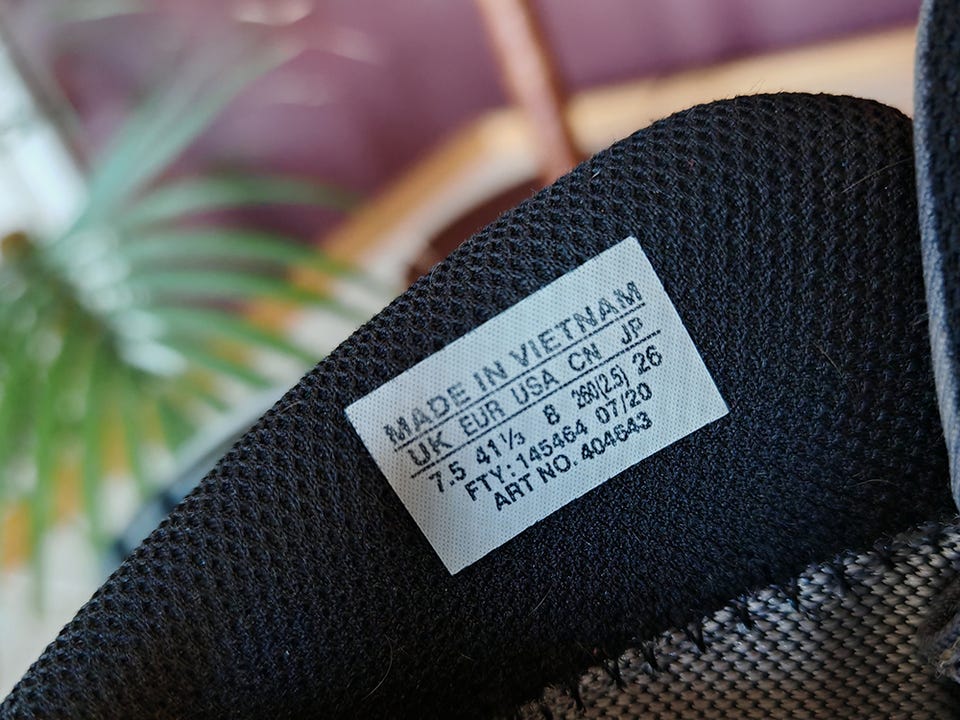 MADE IN VIETNAM
UK EUR USA CN JP
7.5 41⅓ 8 260(2.5) 26
FTY: 145464 07/20
ART NO. 404643